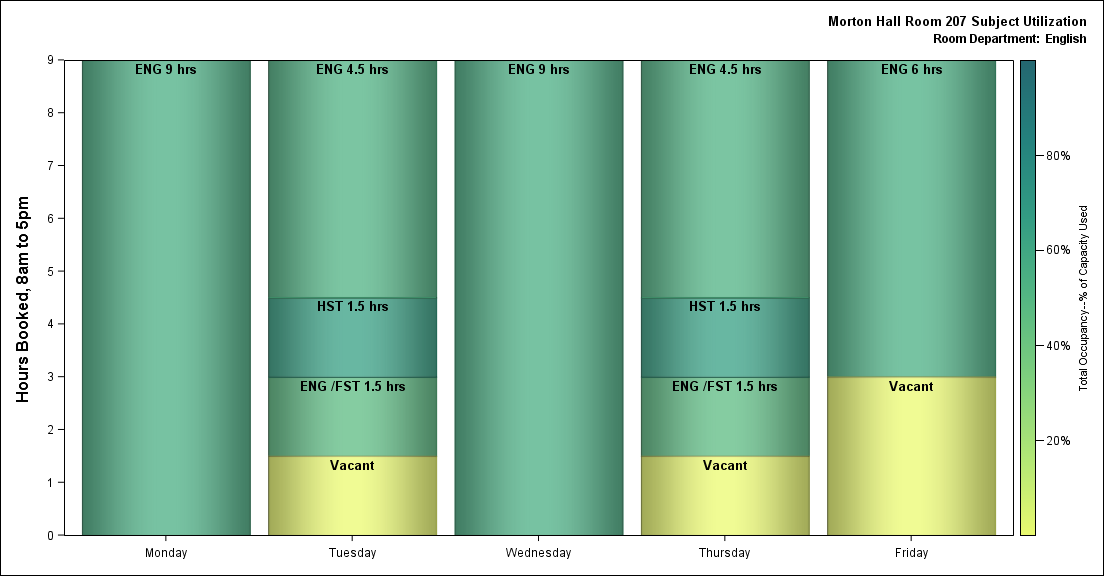 Morton Hall Room 207 Subject Utilization
Room Department: English
Hours Booked, 8am to 5pm
9
8
7
6
5
4
3
2
1
0
ENG 9 hrs
ENG 4.5 hrs
HST 1.5 hrs
ENG /FST 1.5 hrs
Vacant
ENG 9 hrs
ENG 4.5 hrs
HST 1.5 hrs
ENG /FST 1.5 hrs
Vacant
ENG 6 hrs
Vacant
Monday
Tuesday
Wednesday
Thursday
Friday
80%
60%
40%
20%
Total Occupancy--% of Capacity Used